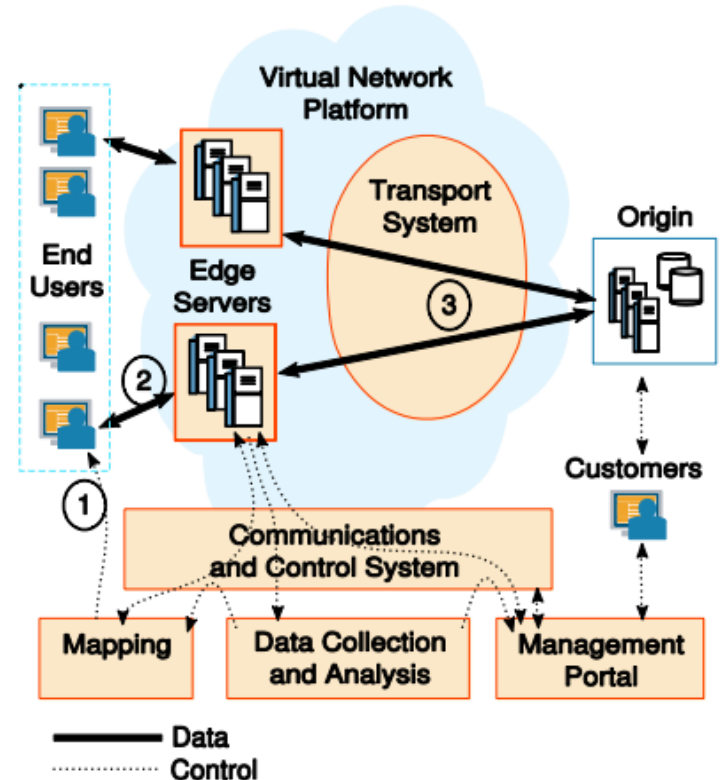 Virtual Network
Platform
Transport
System
Origin
End
Users
Edge
Servers
3
2
1
Customers
Communications
and Control System
Mapping
Data Collection
and Analysis
Management
Portal
Data
Control